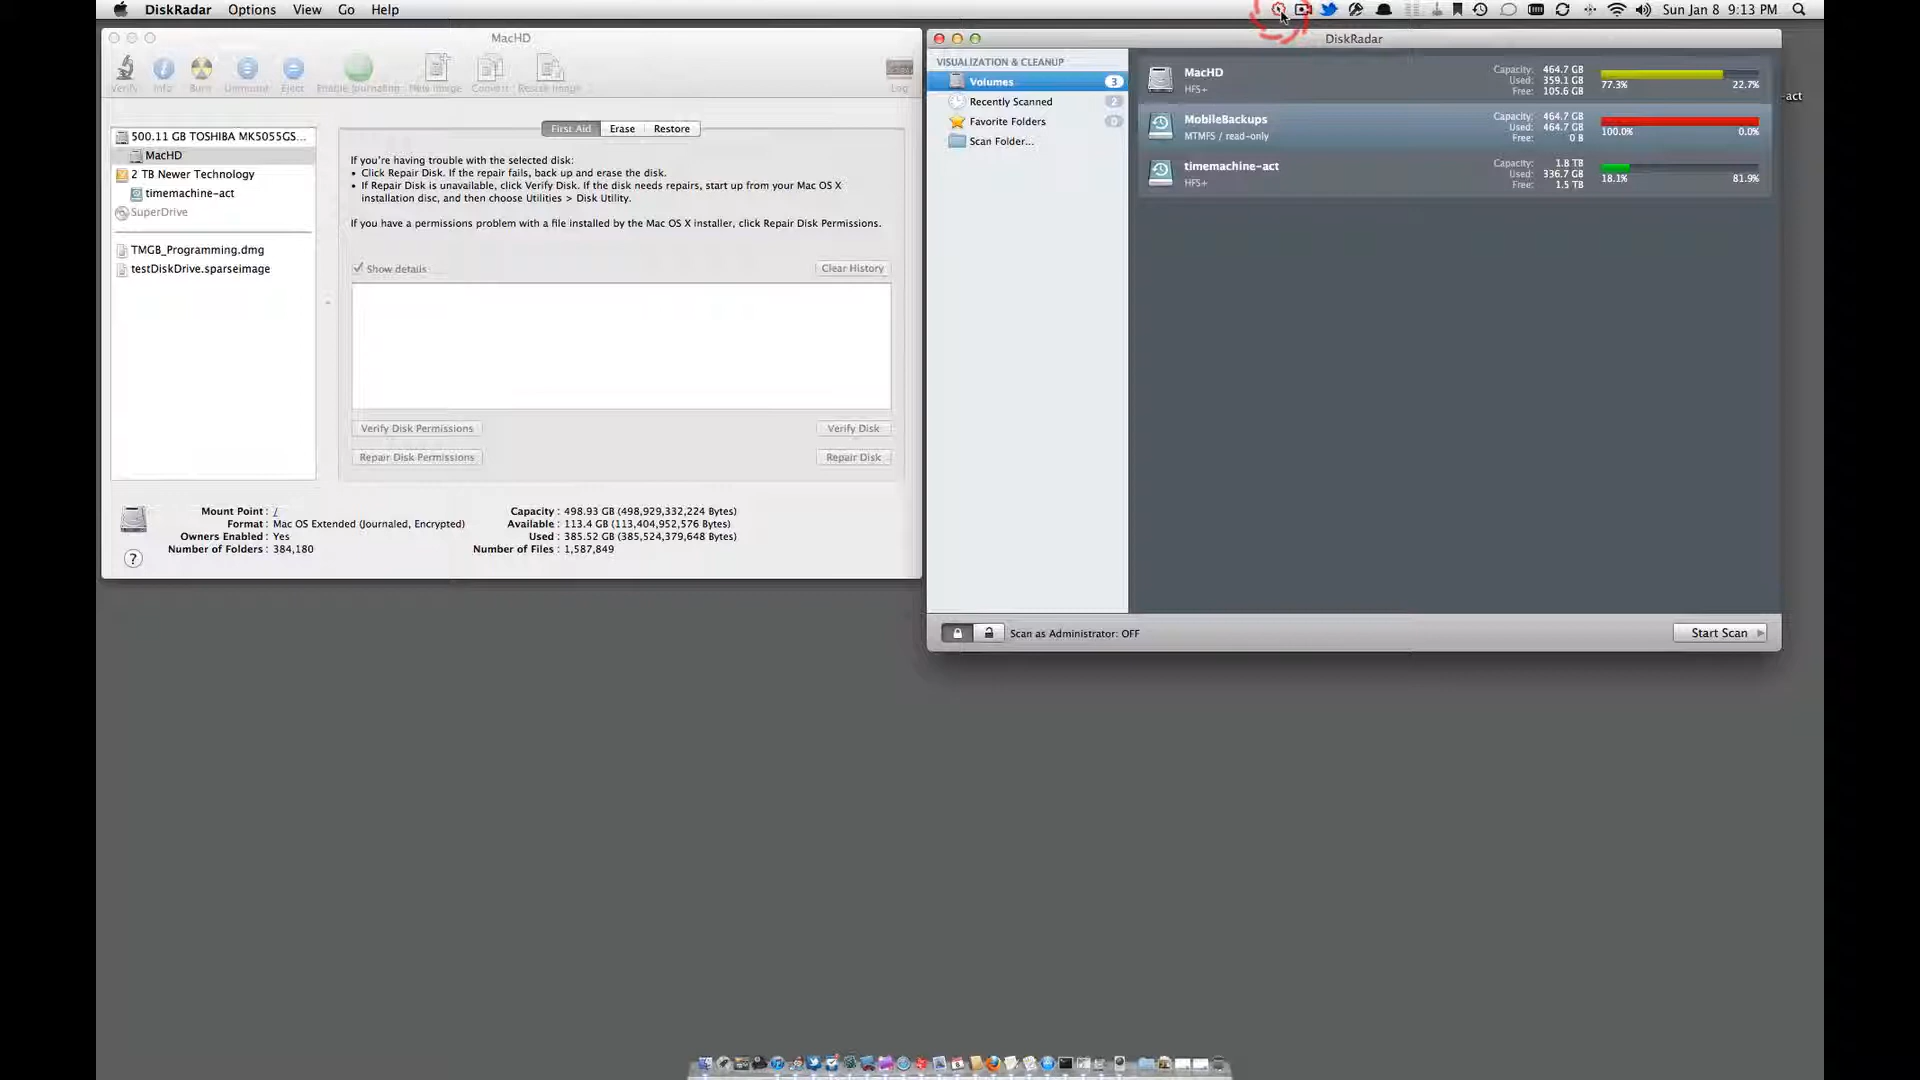 DiskRadar Options View Go Help
Sun Jan 8 9:13 PM
MacHD
Verify Info Burn Unmount Eject Enable Journaling New Image Convert Resize Image Log
500.11 GB TOSHIBA MK5055GS...
MacHD
2 TB Newer Technology
timemachine-act
SuperDrive
TMGB_Programming.dmg
testDiskDrive.sparseimage
First Aid Erase Restore
If you're having trouble with the selected disk:
• Click Repair Disk. If the repair fails, back up and erase the disk.
• If Repair Disk is unavailable, click Verify Disk. If the disk needs repairs, start up from your Mac OS X
installation disc, and then choose Utilities > Disk Utility.
If you have a permissions problem with a file installed by the Mac OS X installer, click Repair Disk Permissions.
Show details
Clear History
Verify Disk Permissions
Verify Disk
Repair Disk Permissions
Repair Disk
Mount Point : /
Format : Mac OS Extended (Journaled, Encrypted)
Owners Enabled : Yes
Number of Folders : 384,180
Capacity : 498.93 GB (498,929,332,224 Bytes)
Available : 113.4 GB (113,404,952,576 Bytes)
Used : 385.52 GB (385,524,379,648 Bytes)
Number of Files : 1,587,849
?
DiskRadar
VISUALIZATION & CLEANUP
Volumes 3
Recently Scanned 2
Favorite Folders 0
Scan Folder...
MacHD
HFS+
Capacity: 464.7 GB
Used: 359.1 GB
Free: 105.6 GB
77.3% 22.7%
MobileBackups
MTMFS / read-only
Capacity: 464.7 GB
Used: 464.7 GB
Free: 0 B
100.0% 0.0%
timemachine-act
HFS+
Capacity: 1.8 TB
Used: 336.7 GB
Free: 1.5 TB
18.1% 81.9%
-act
Scan as Administrator: OFF
Start Scan